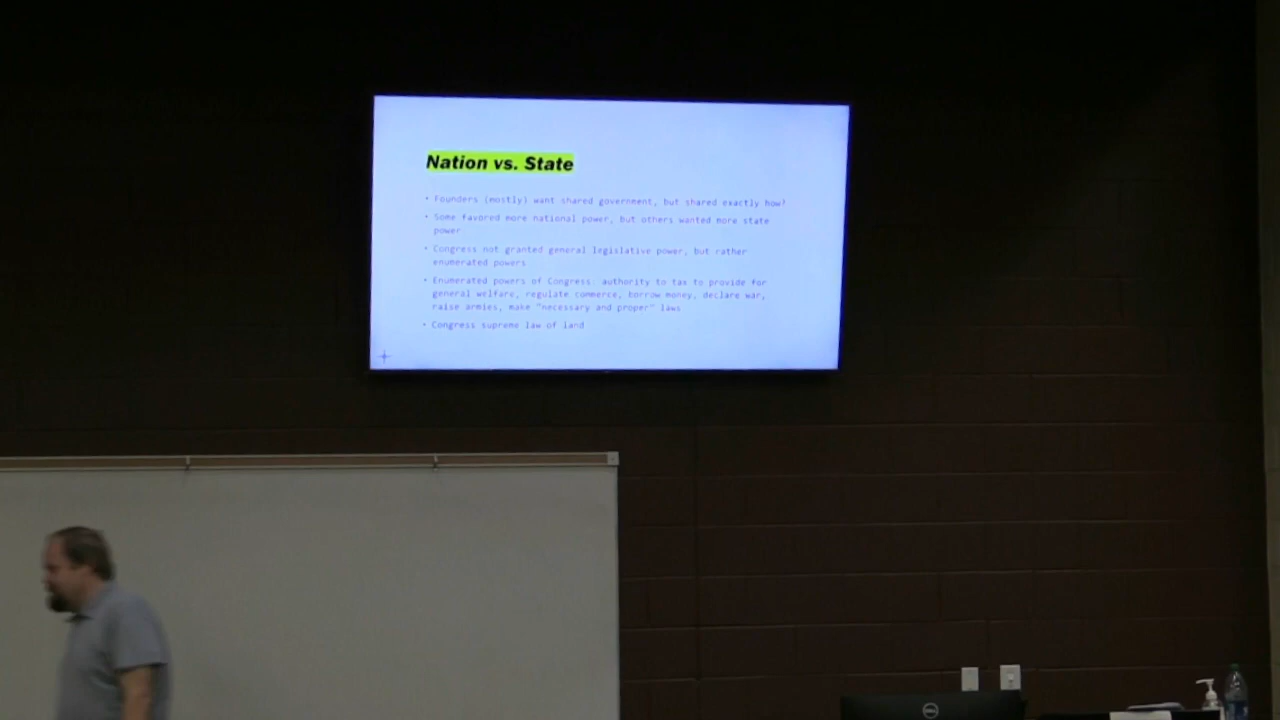 Nation vs. State
• Founders (mostly) want shared government, but shared exactly how?
• Some favored more national power, but others wanted more state
power
• Congress not granted general legislative power, but rather
enumerated powers
• Enumerated powers of Congress: authority to tax to provide for
general welfare, regulate commerce, borrow money, declare war,
raise armies, make "necessary and proper" laws
• Congress supreme law of land
DELL